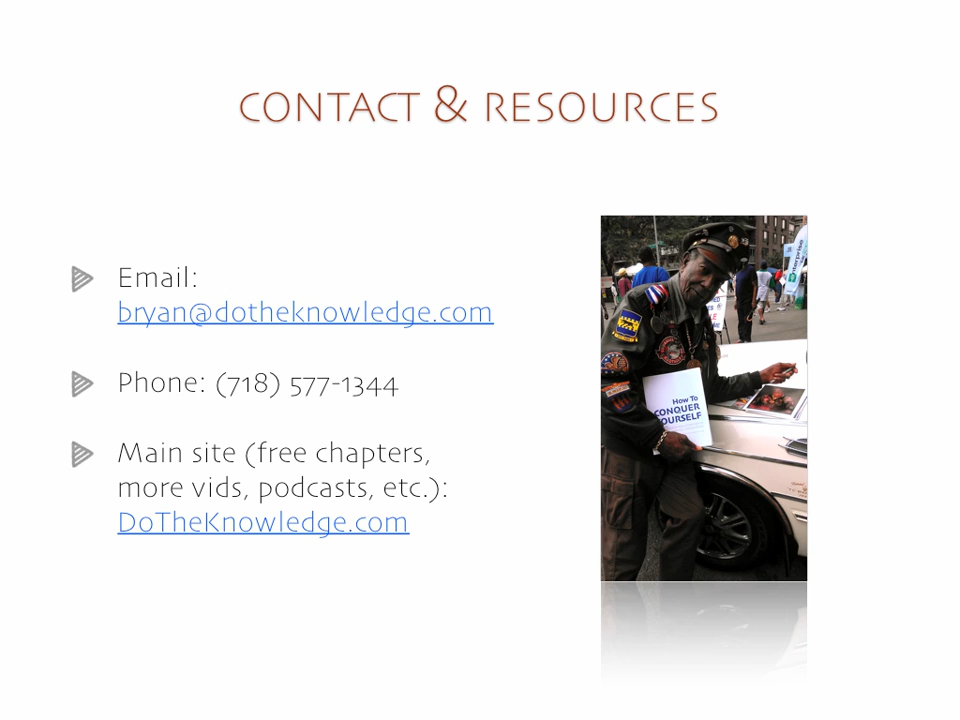 CONTACT & RESOURCES
Email:
bryan@dotheknowledge.com
Phone: (718) 577-1344
Main site (free chapters,
more vids, podcasts, etc.):
DoTheKnowledge.com
Enterprise
How To
CONQUER
YOURSELF